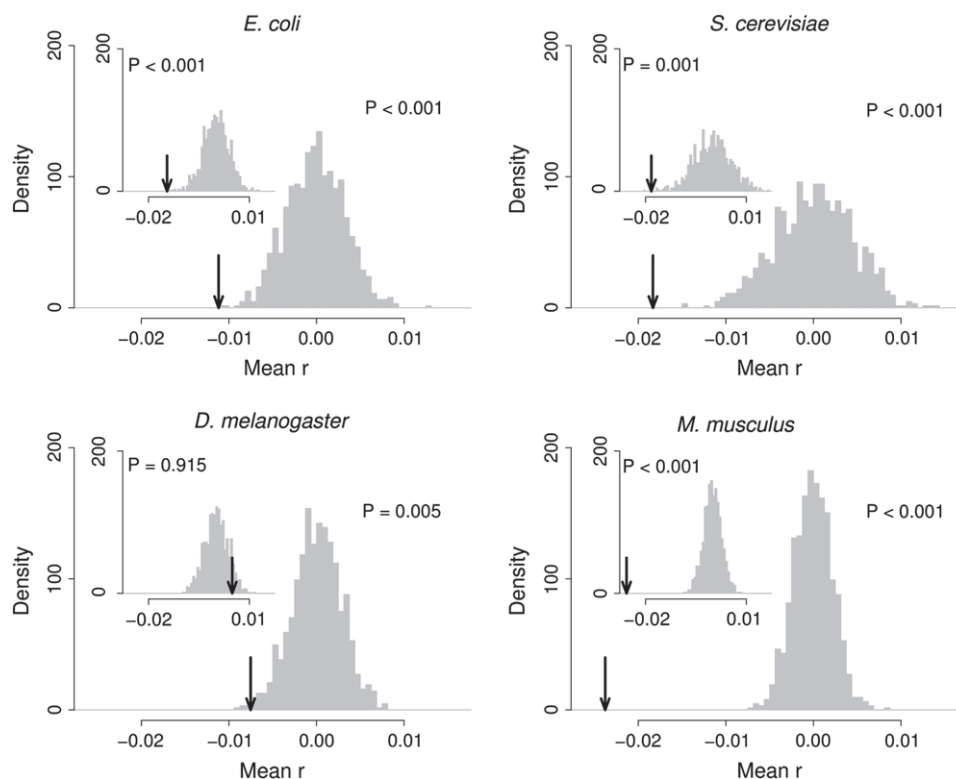 E. coli
200
100
0
Density
200
0
P < 0.001
−0.02 0.01
P < 0.001
−0.02 −0.01 0.00 0.01
Mean r
S. cerevisiae
200
100
0
Density
200
0
P = 0.001
−0.02 0.01
P < 0.001
−0.02 −0.01 0.00 0.01
Mean r
D. melanogaster
200
100
0
Density
200
0
P = 0.915
−0.02 0.01
P = 0.005
−0.02 −0.01 0.00 0.01
Mean r
M. musculus
200
100
0
Density
200
0
P < 0.001
−0.02 0.01
P < 0.001
−0.02 −0.01 0.00 0.01
Mean r